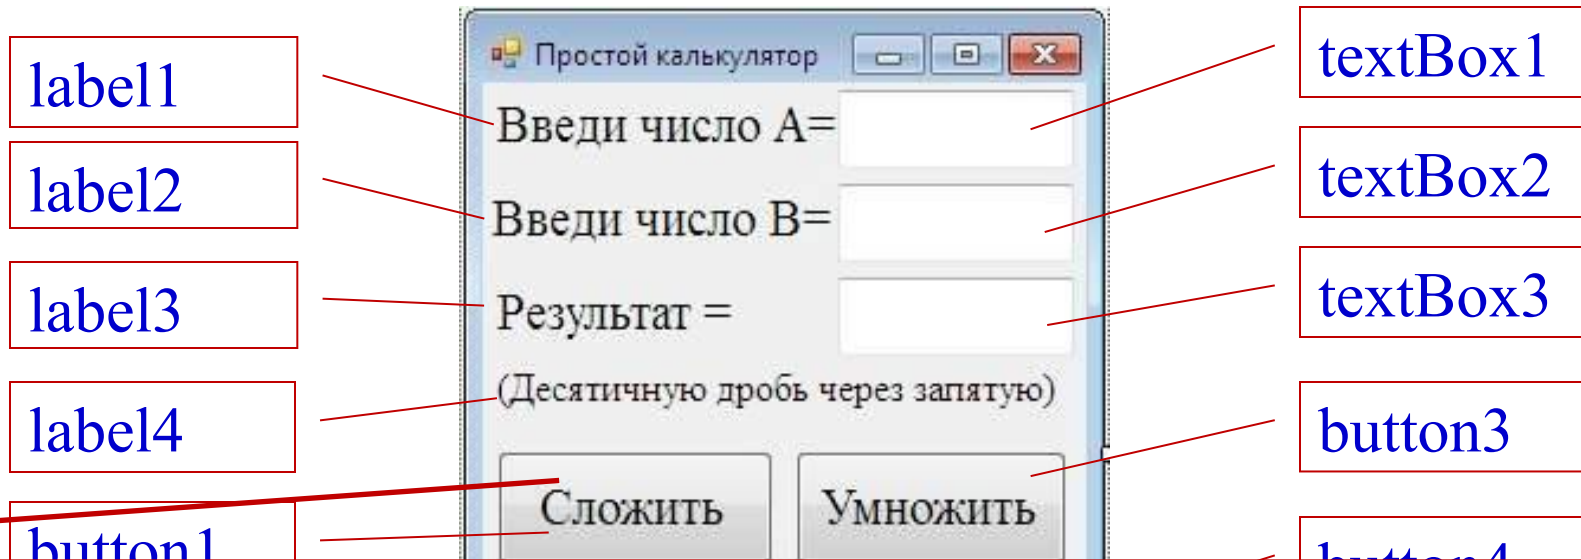 label1
label2
label3
label4
button1
Простой калькулятор
Введи число A=
Введи число B=
Результат =
(Десятичную дробь через запятую)
Сложить
Умножить
textBox1
textBox2
textBox3
button3
button4